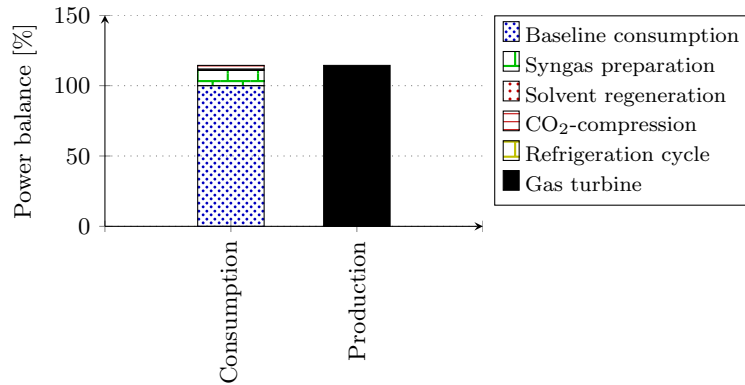 150
100
50
0
Power balance [%]
Consumption
Production
Baseline consumption
Syngas preparation
Solvent regeneration
CO₂-compression
Refrigeration cycle
Gas turbine